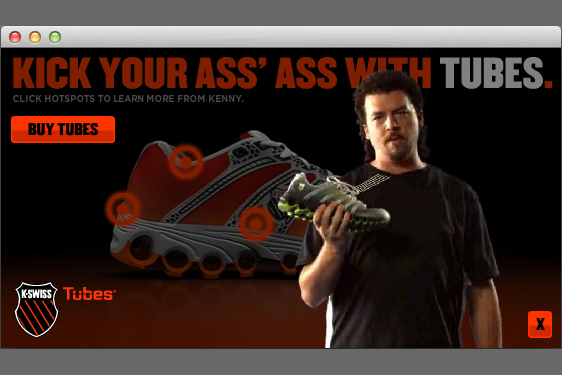 KICK YOUR ASS' ASS WITH TUBES.
CLICK HOTSPOTS TO LEARN MORE FROM KENNY.
BUY TUBES
K•SWISS
Tubes
X